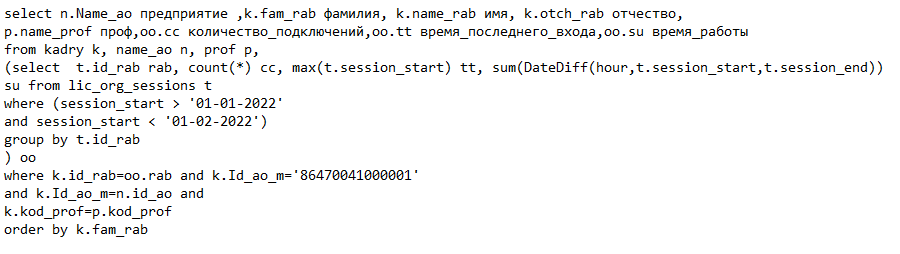 select n.Name_ao предприятие ,k.fam_rab фамилия, k.name_rab имя, k.otch_rab отчество,
p.name_prof проф,oo.cc количество_подключений,oo.tt время_последнего_входа,oo.su время_работы
from kadry k, name_ao n, prof p,
(select  t.id_rab rab, count(*) cc, max(t.session_start) tt, sum(DateDiff(hour,t.session_start,t.session_end))
su from lic_org_sessions t
where (session_start > '01-01-2022'
and session_start < '01-02-2022')
group by t.id_rab
) oo
where k.id_rab=oo.rab and k.Id_ao_m='86470041000001'
and k.Id_ao_m=n.id_ao and
k.kod_prof=p.kod_prof
order by k.fam_rab